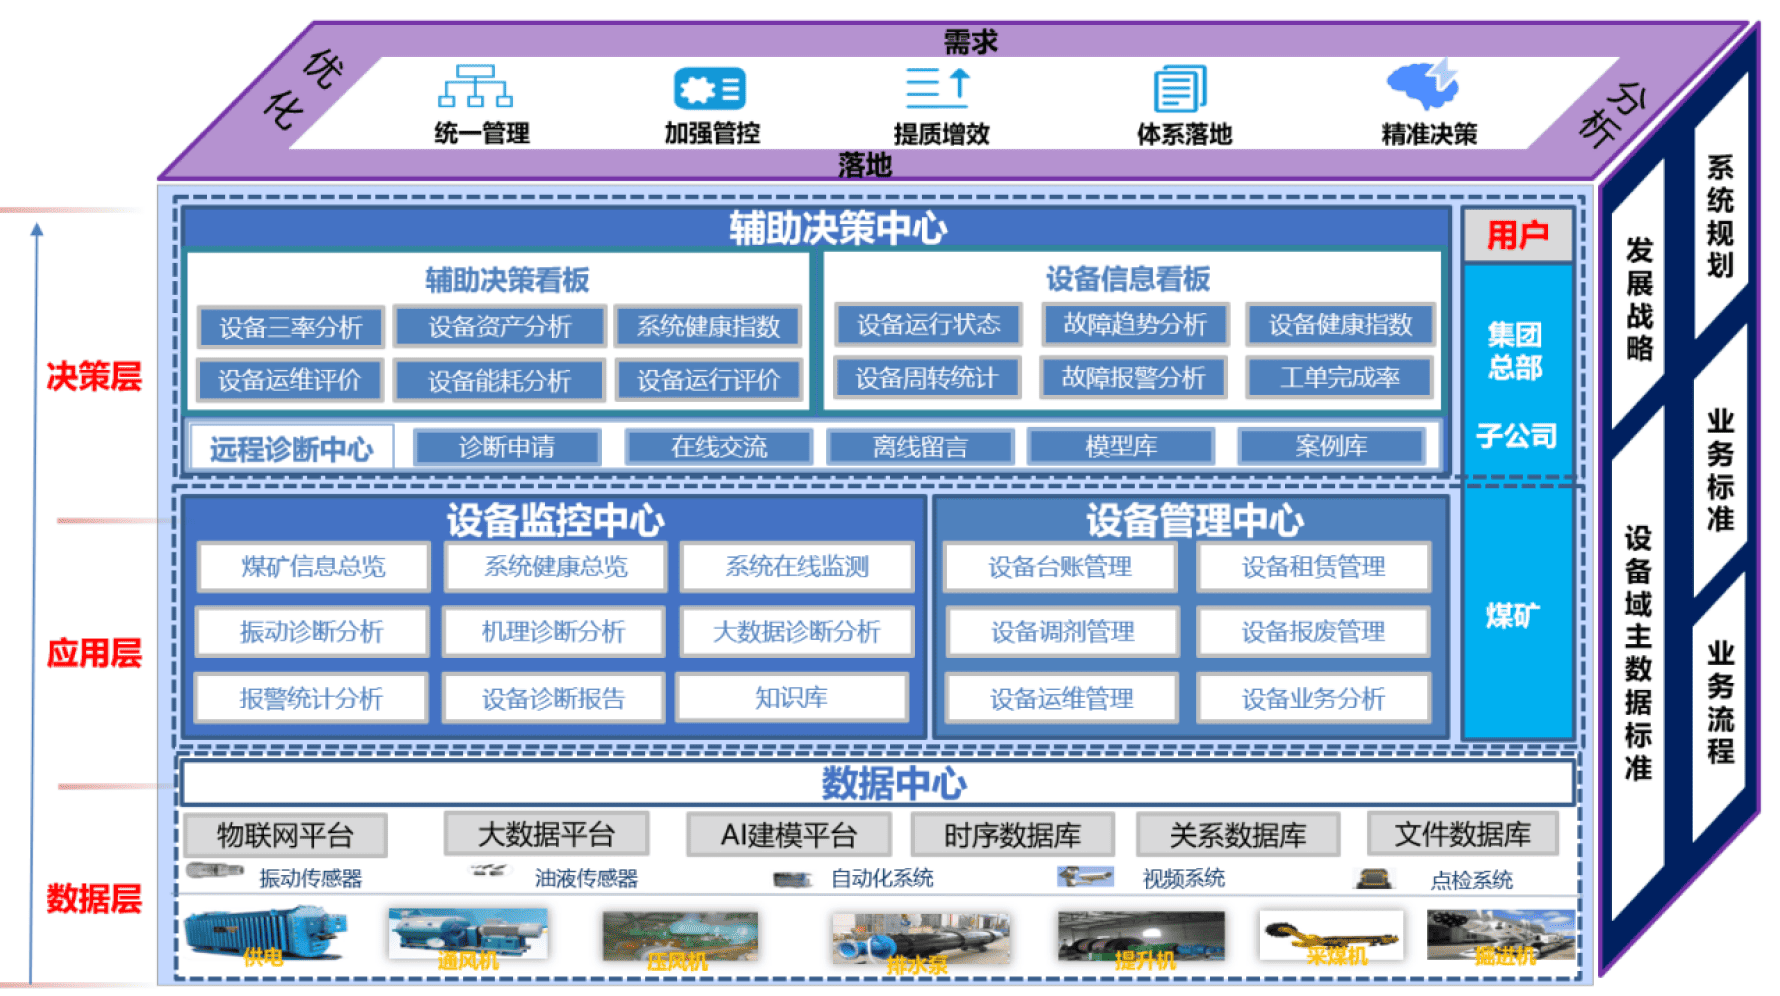 需求
优化
分析
统一管理
加强管控
提质增效
体系落地
精准决策
落地
决策层
应用层
数据层
辅助决策中心
辅助决策看板
设备三率分析
设备资产分析
系统健康指数
设备运维评价
设备能耗分析
设备运行评价
设备信息看板
设备运行状态
故障趋势分析
设备健康指数
设备周转统计
故障报警分析
工单完成率
远程诊断中心
诊断申请
在线交流
离线留言
模型库
案例库
用户
集团
总部
子公司
煤矿
设备监控中心
煤矿信息总览
系统健康总览
系统在线监测
振动诊断分析
机理诊断分析
大数据诊断分析
报警统计分析
设备诊断报告
知识库
设备管理中心
设备台账管理
设备租赁管理
设备调剂管理
设备报废管理
设备运维管理
设备业务分析
数据中心
物联网平台
大数据平台
AI建模平台
时序数据库
关系数据库
文件数据库
振动传感器
油液传感器
自动化系统
视频系统
点检系统
供电
通风机
压风机
排水泵
提升机
采煤机
掘进机
发展战略
设备域主数据标准
系统规划
业务标准
业务流程